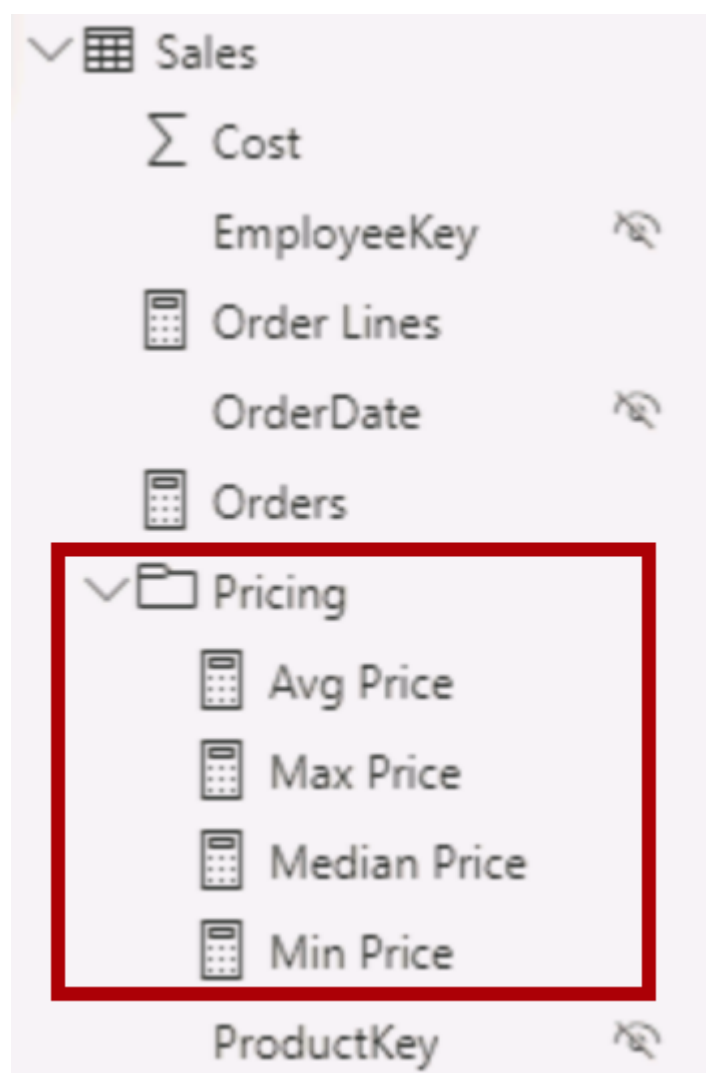 Sales
Cost
EmployeeKey
Order Lines
OrderDate
Orders
Pricing
Avg Price
Max Price
Median Price
Min Price
ProductKey